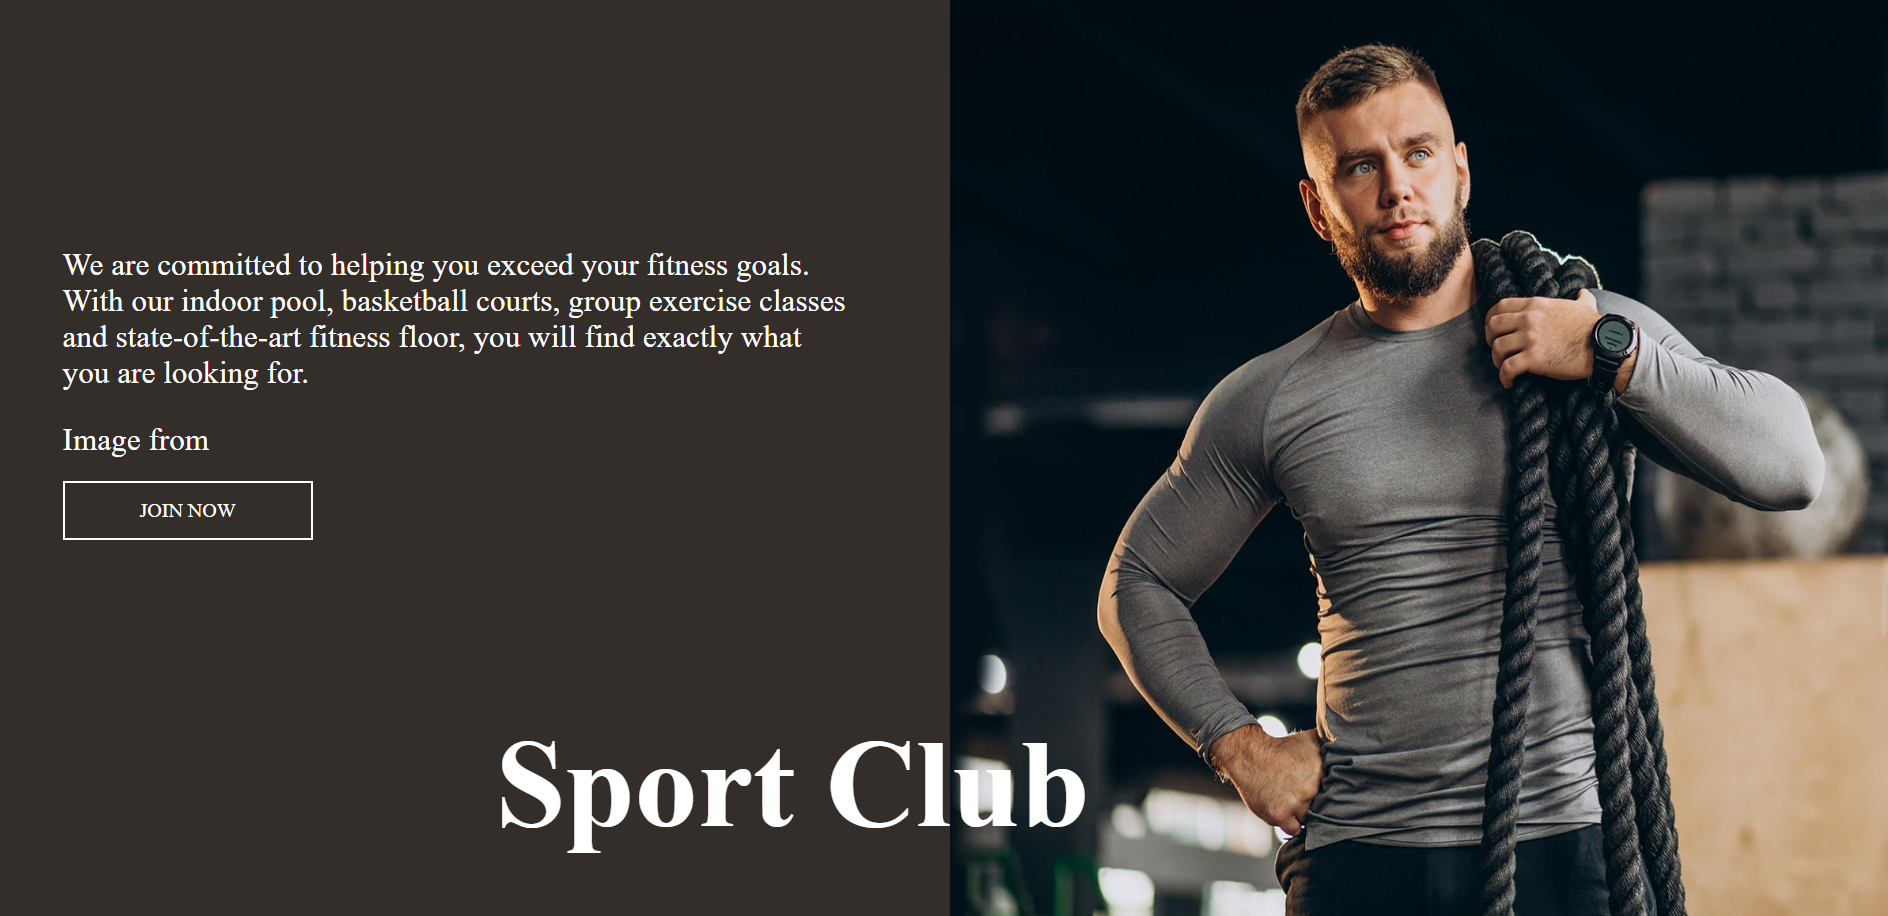 We are committed to helping you exceed your fitness goals.
With our indoor pool, basketball courts, group exercise classes
and state-of-the-art fitness floor, you will find exactly what
you are looking for.
Image from
JOIN NOW
Sport Club